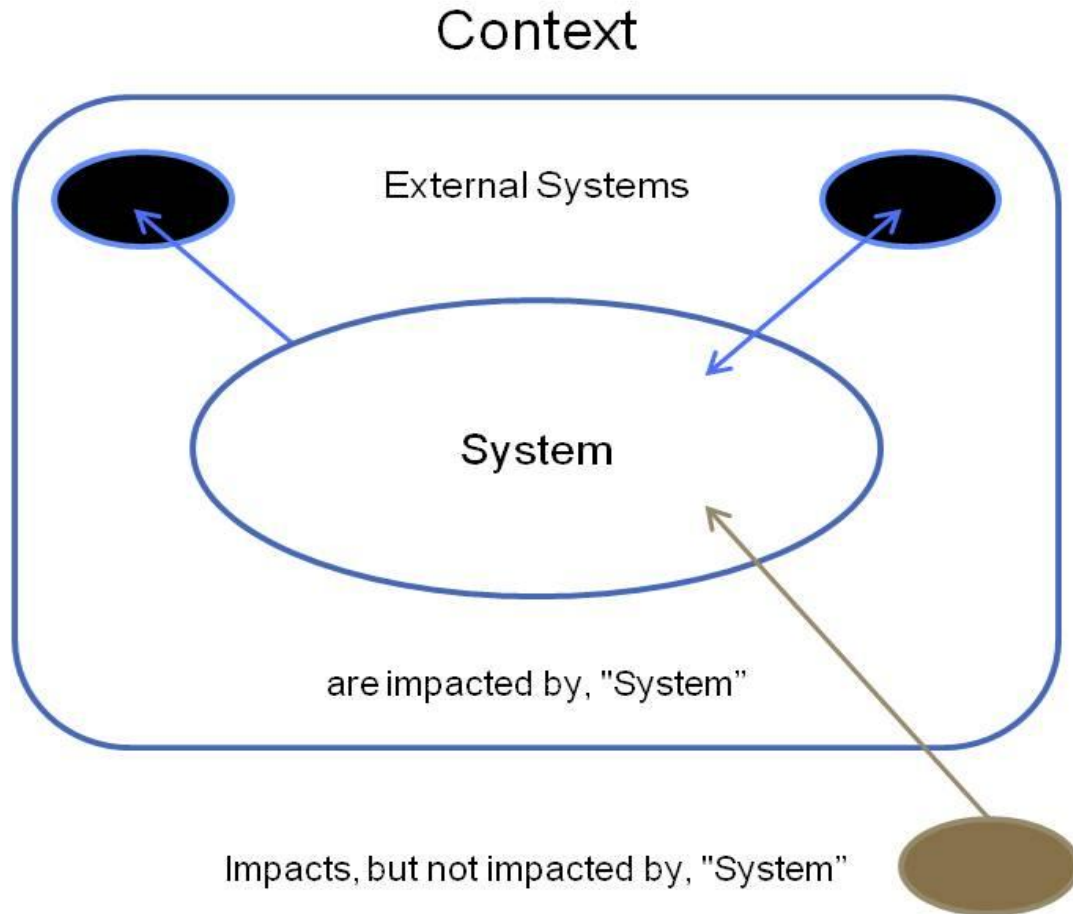 Context
External Systems
System
are impacted by, "System”
Impacts, but not impacted by, "System”